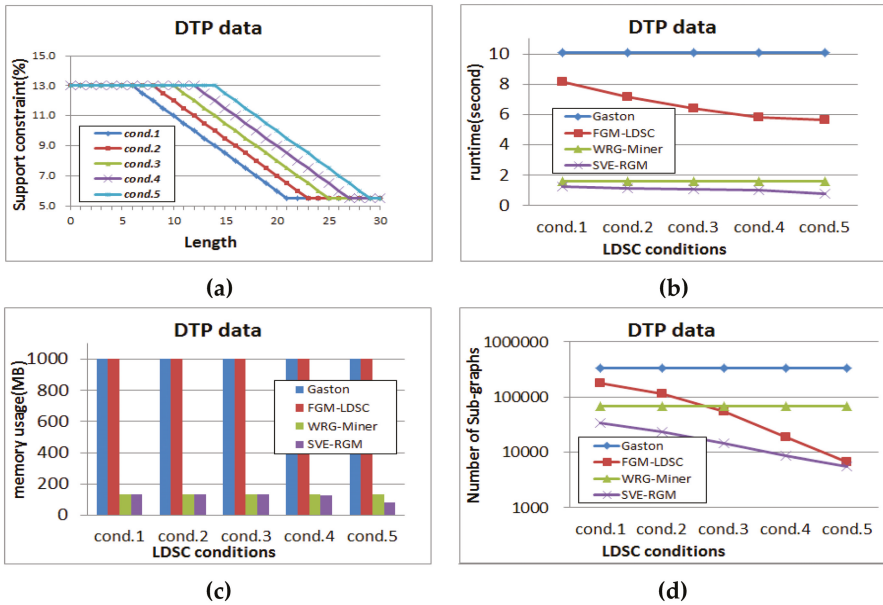 DTP data
Support constraint(%)
15.0
13.0
11.0
9.0
7.0
5.0
cond.1
cond.2
cond.3
cond.4
cond.5
0 5 10 15 20 25 30
Length
(a)
DTP data
runtime(second)
10
8
6
4
2
0
Gaston
FGM-LDSC
WRG-Miner
SVE-RGM
cond.1 cond.2 cond.3 cond.4 cond.5
LDSC conditions
(b)
DTP data
memory usage(MB)
1000
800
600
400
200
0
Gaston
FGM-LDSC
WRG-Miner
SVE-RGM
cond.1 cond.2 cond.3 cond.4 cond.5
LDSC conditions
(c)
DTP data
Number of Sub-graphs
1000000
100000
10000
1000
Gaston
FGM-LDSC
WRG-Miner
SVE-RGM
cond.1 cond.2 cond.3 cond.4 cond.5
LDSC conditions
(d)